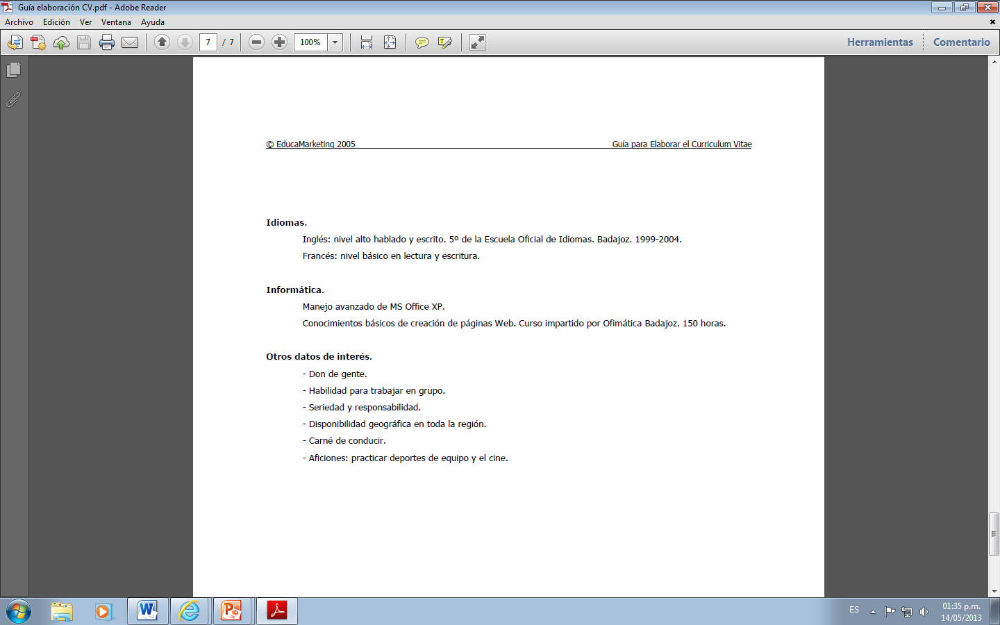 Guía elaboración CV.pdf - Adobe Reader
Archivo Edición Ver Ventana Ayuda
7 / 7 100% Herramientas Comentario
© EducaMarketing 2005 Guía para Elaborar el Curriculum Vitae
Idiomas.
Inglés: nivel alto hablado y escrito. 5º de la Escuela Oficial de Idiomas. Badajoz. 1999-2004.
Francés: nivel básico en lectura y escritura.
Informática.
Manejo avanzado de MS Office XP.
Conocimientos básicos de creación de páginas Web. Curso impartido por Ofimática Badajoz. 150 horas.
Otros datos de interés.
- Don de gente.
- Habilidad para trabajar en grupo.
- Seriedad y responsabilidad.
- Disponibilidad geográfica en toda la región.
- Carné de conducir.
- Aficiones: practicar deportes de equipo y el cine.
ES 01:35 p.m.
14/05/2013